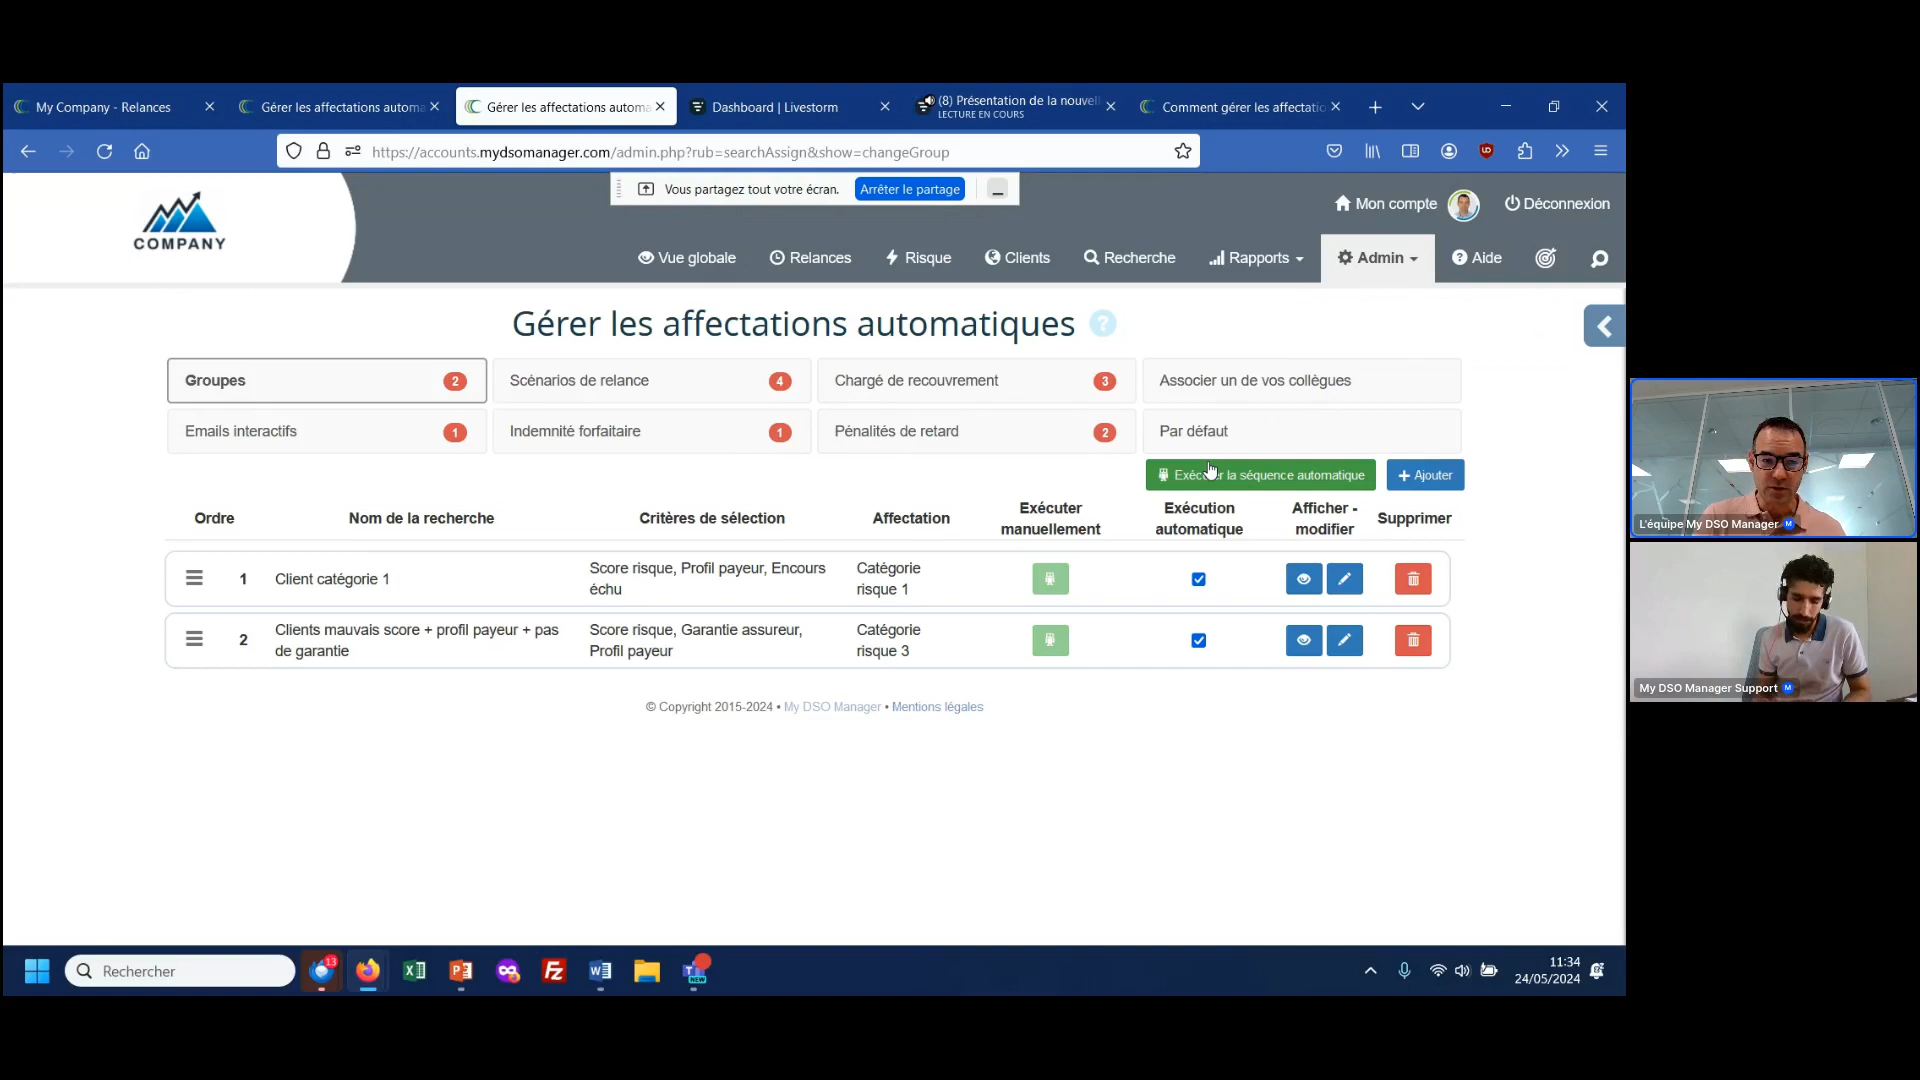 My Company - Relances
Gérer les affectations automa
Gérer les affectations automa
Dashboard | Livestorm
(8) Présentation de la nouvell
LECTURE EN COURS
Comment gérer les affectatio
https://accounts.mydsomanager.com/admin.php?rub=searchAssign&show=changeGroup
Vous partagez tout votre écran.
Arrêter le partage
COMPANY
Mon compte
Déconnexion
Vue globale
Relances
Risque
Clients
Recherche
Rapports
Admin
Aide
Gérer les affectations automatiques ?
Groupes 2
Scénarios de relance 4
Chargé de recouvrement 3
Associer un de vos collègues
Emails interactifs 1
Indemnité forfaitaire 1
Pénalités de retard 2
Par défaut
la séquence automatique
+ Ajouter
Ordre
Nom de la recherche
Critères de sélection
Affectation
Exécuter
manuellement
Exécution
automatique
Afficher -
modifier
Supprimer
1
Client catégorie 1
Score risque, Profil payeur, Encours
échu
Catégorie
risque 1
2
Clients mauvais score + profil payeur + pas
de garantie
Score risque, Garantie assureur,
Profil payeur
Catégorie
risque 3
© Copyright 2015-2024 • My DSO Manager • Mentions légales
L'équipe My DSO Manager M
My DSO Manager Support M
Rechercher
13
NEW
11:34
24/05/2024